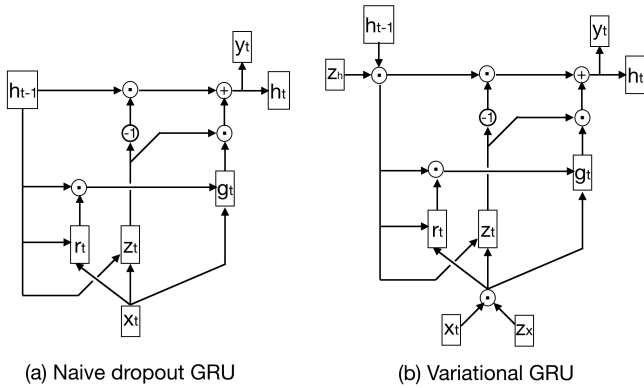 yt
ht-1
ht
-1
gt
rt
zt
xt
(a) Naive dropout GRU
ht-1
yt
zh
ht
-1
gt
rt
zt
xt
zx
(b) Variational GRU